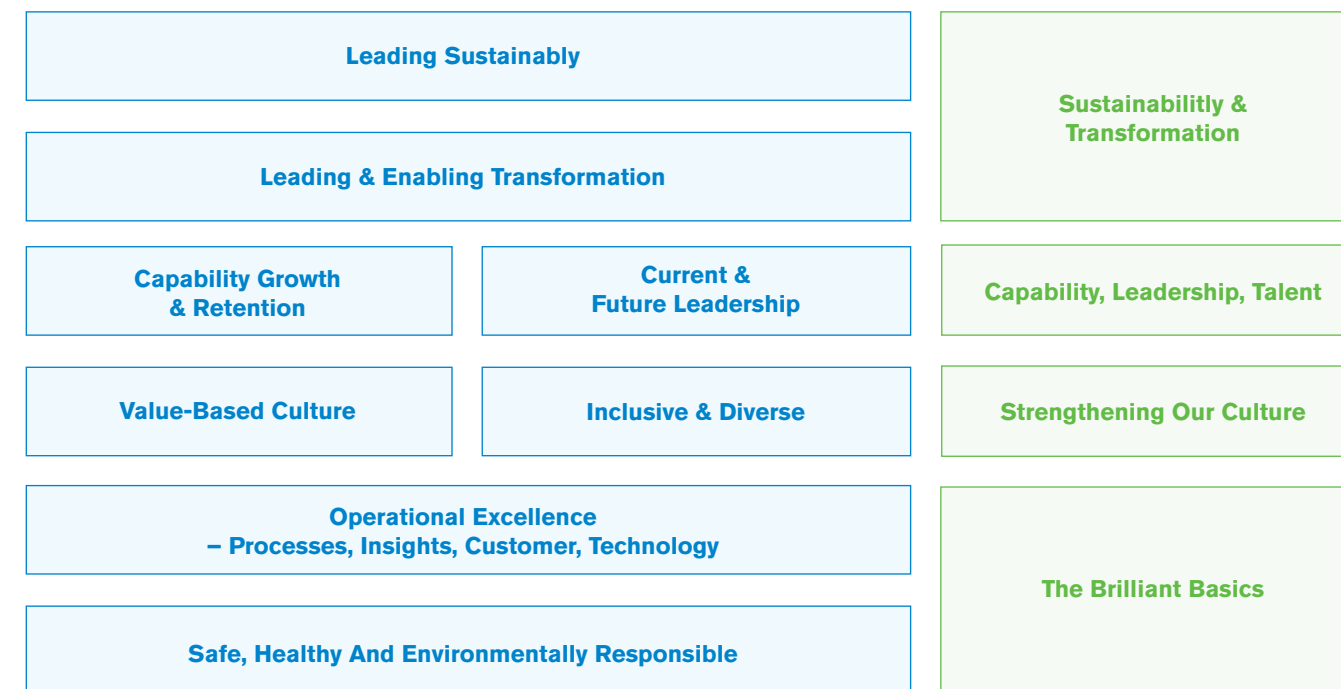 Leading Sustainably
Sustainabilitly &
Transformation
Leading & Enabling Transformation
Capability Growth
& Retention
Current &
Future Leadership
Capability, Leadership, Talent
Value-Based Culture
Inclusive & Diverse
Strengthening Our Culture
Operational Excellence
– Processes, Insights, Customer, Technology
The Brilliant Basics
Safe, Healthy And Environmentally Responsible